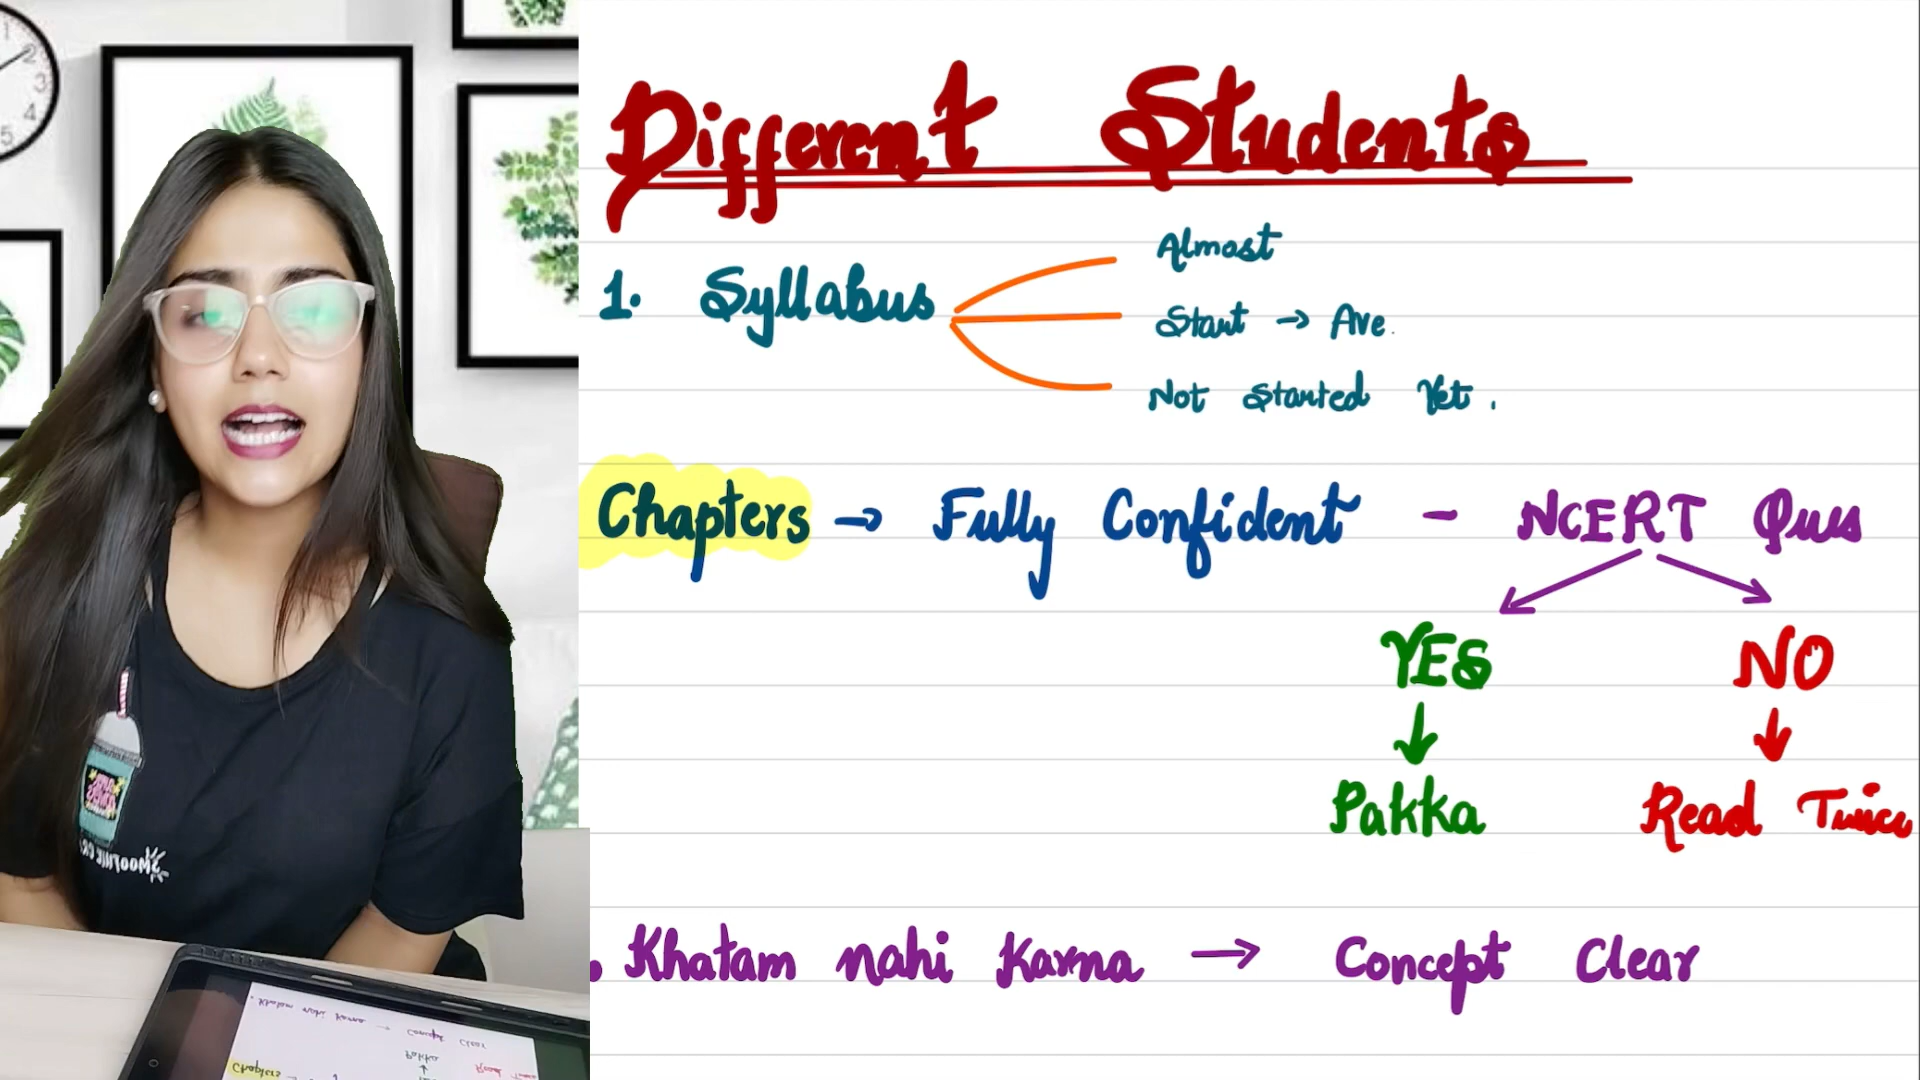 Different Students
Almost
1. Syllabus
Start → Ave.
Not Started Yet.
Chapters → Fully Confident - NCERT Ques
YES NO
↓ ↓
Pakka Read Twice
. Khatam nahi Karna → Concept Clear